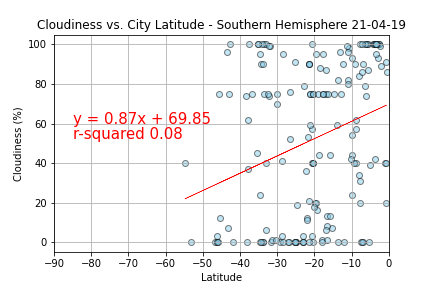 Cloudiness vs. City Latitude - Southern Hemisphere 21-04-19
100
80
60
40
20
0
Cloudiness (%)
y = 0.87x + 69.85
r-squared 0.08
−90 −80 −70 −60 −50 −40 −30 −20 −10 0
Latitude